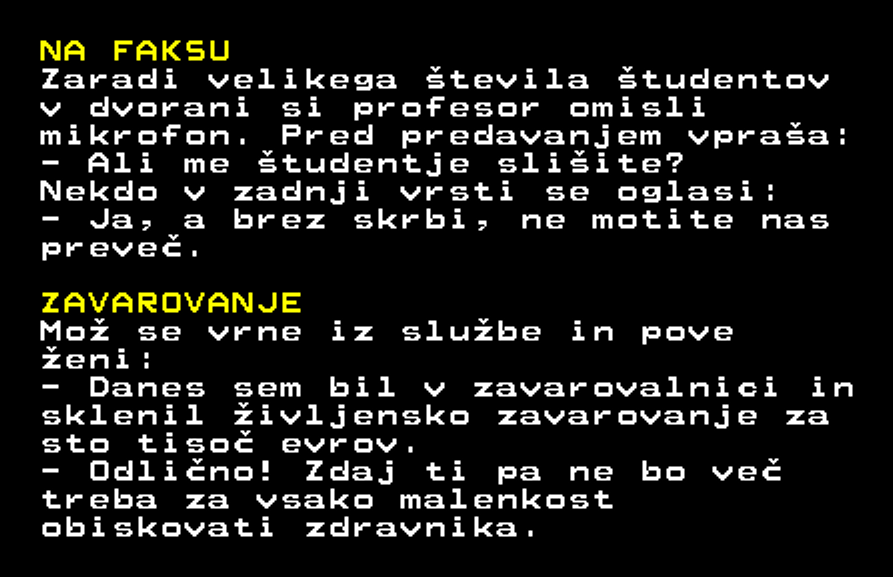 NA FAKSU
Zaradi velikega števila študentov
v dvorani si profesor omisli
mikrofon. Pred predavanjem vpraša:
- Ali me študentje slišite?
Nekdo v zadnji vrsti se oglasi:
- Ja, a brez skrbi, ne motite nas
preveč.
ZAVAROVANJE
Mož se vrne iz službe in pove
ženi:
- Danes sem bil v zavarovalnici in
sklenil življensko zavarovanje za
sto tisoč evrov.
- Odlično! Zdaj ti pa ne bo več
treba za vsako malenkost
obiskovati zdravnika.